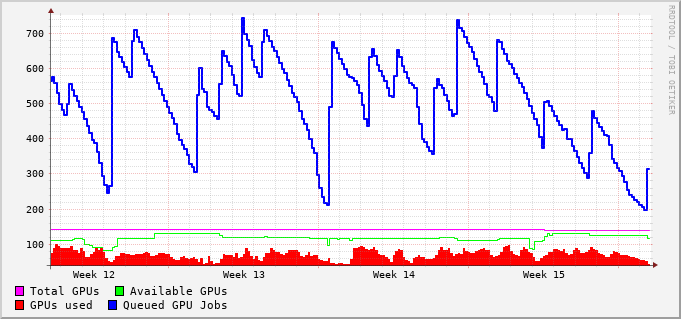 700
600
500
400
300
200
100
Week 12 Week 13 Week 14 Week 15
Total GPUs Available GPUs
GPUs used Queued GPU Jobs
RRDTOOL / TOBI OETIKER